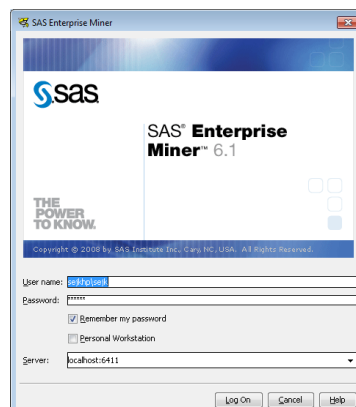 SAS Enterprise Miner
sas
SAS® Enterprise
Miner™ 6.1
THE
POWER
TO KNOW.
Copyright © 2008 by SAS Institute Inc., Cary, NC, USA. All Rights Reserved.
User name: sejkhp\sejk
Password: ******
Remember my password
Personal Workstation
Server: localhost:6411
Log On Cancel Help